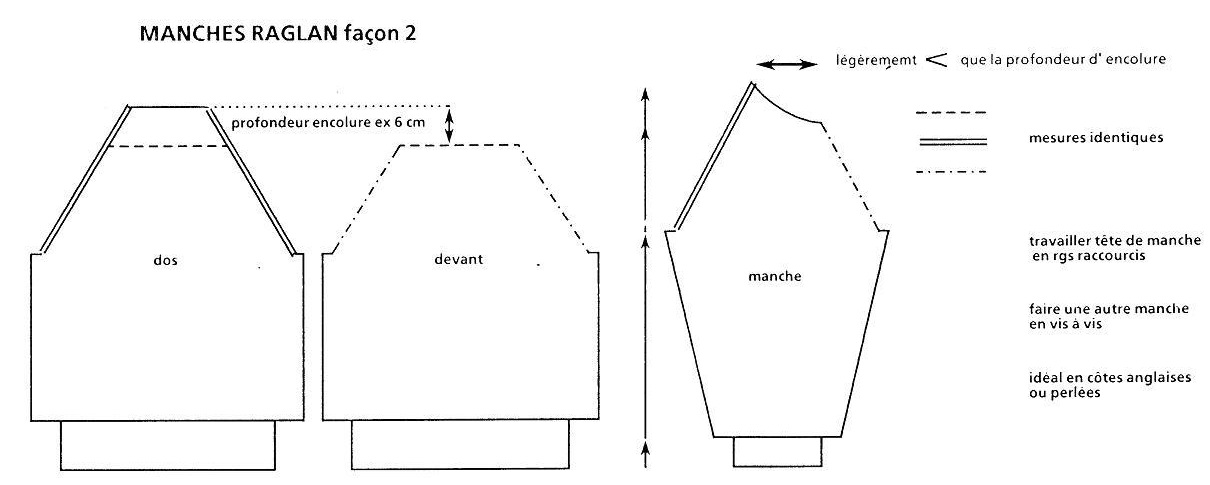 MANCHES RAGLAN façon 2
légèrememt < que la profondeur d' encolure
profondeur encolure ex 6 cm
mesures identiques
dos
devant
manche
travailler tête de manche
en rgs raccourcis
faire une autre manche
en vis à vis
idéal en côtes anglaises
ou perlées